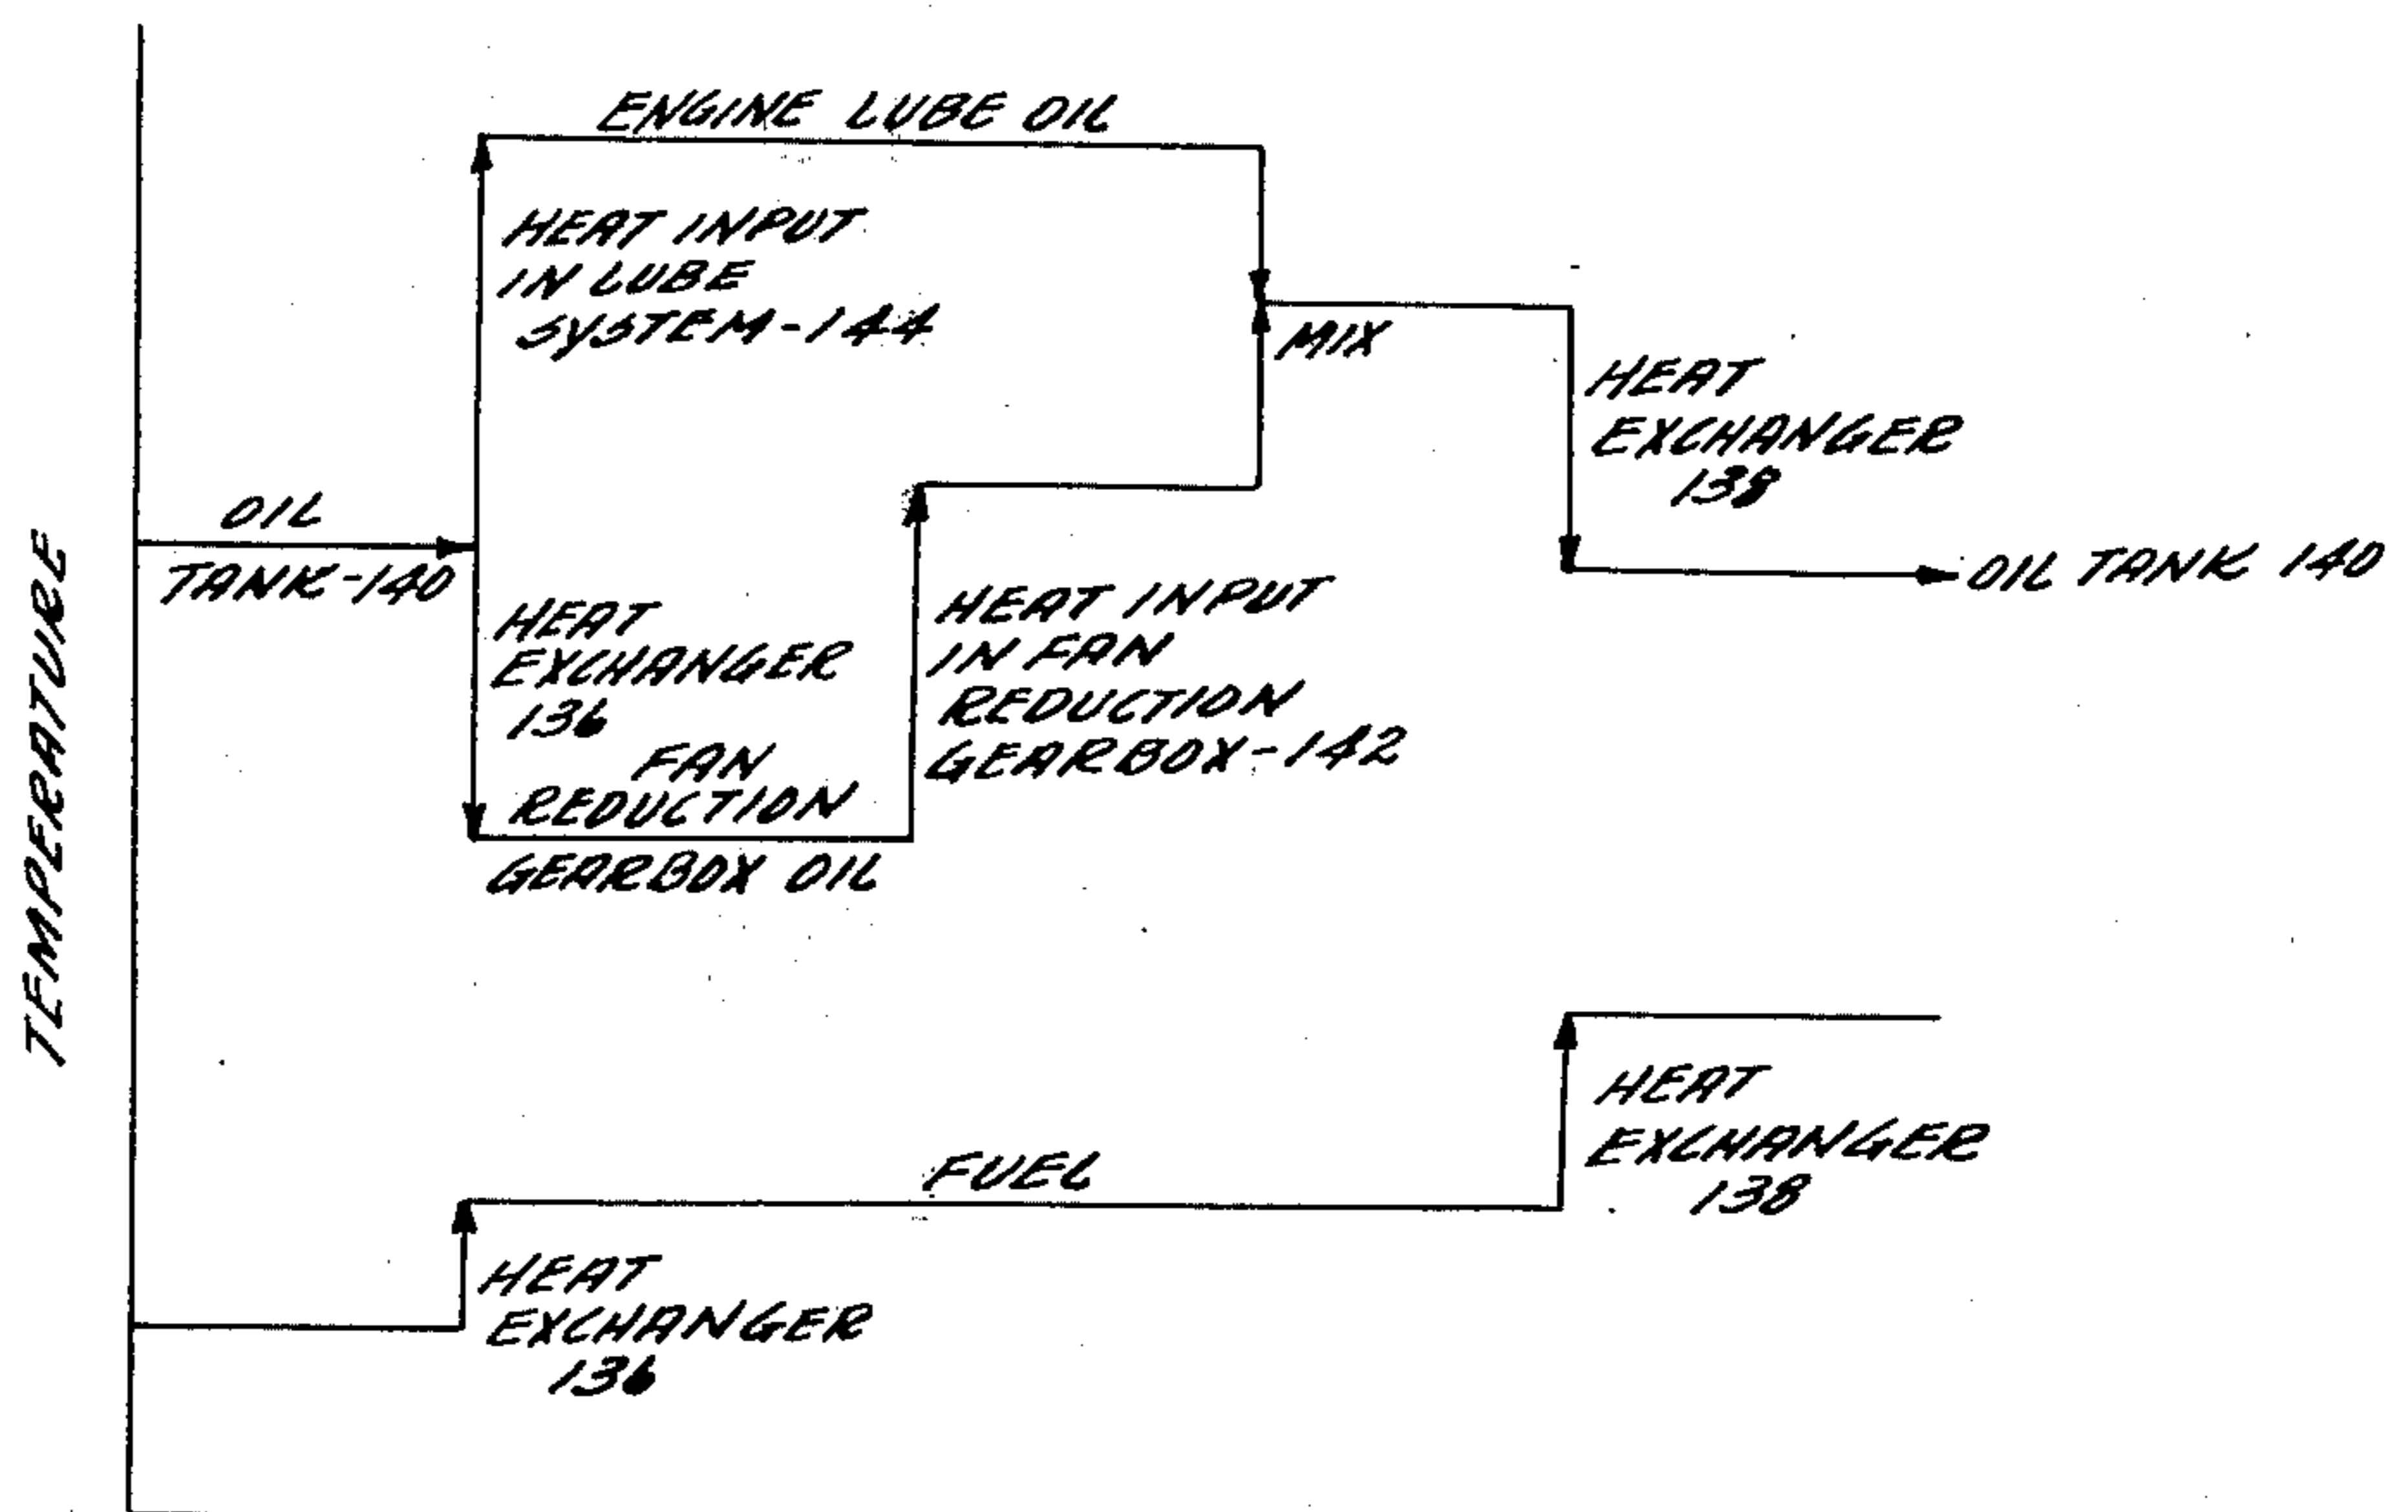 TEMPERATURE
ENGINE LUBE OIL
HEAT INPUT
IN LUBE
SYSTEM-144
MIX
HEAT
EXCHANGER
138
OIL
TANK-140
OIL TANK 140
HEAT
EXCHANGER
136
FAN
REDUCTION
GEARBOX OIL
HEAT INPUT
IN FAN
REDUCTION
GEARBOX-142
FUEL
HEAT
EXCHANGER
138
HEAT
EXCHANGER
136